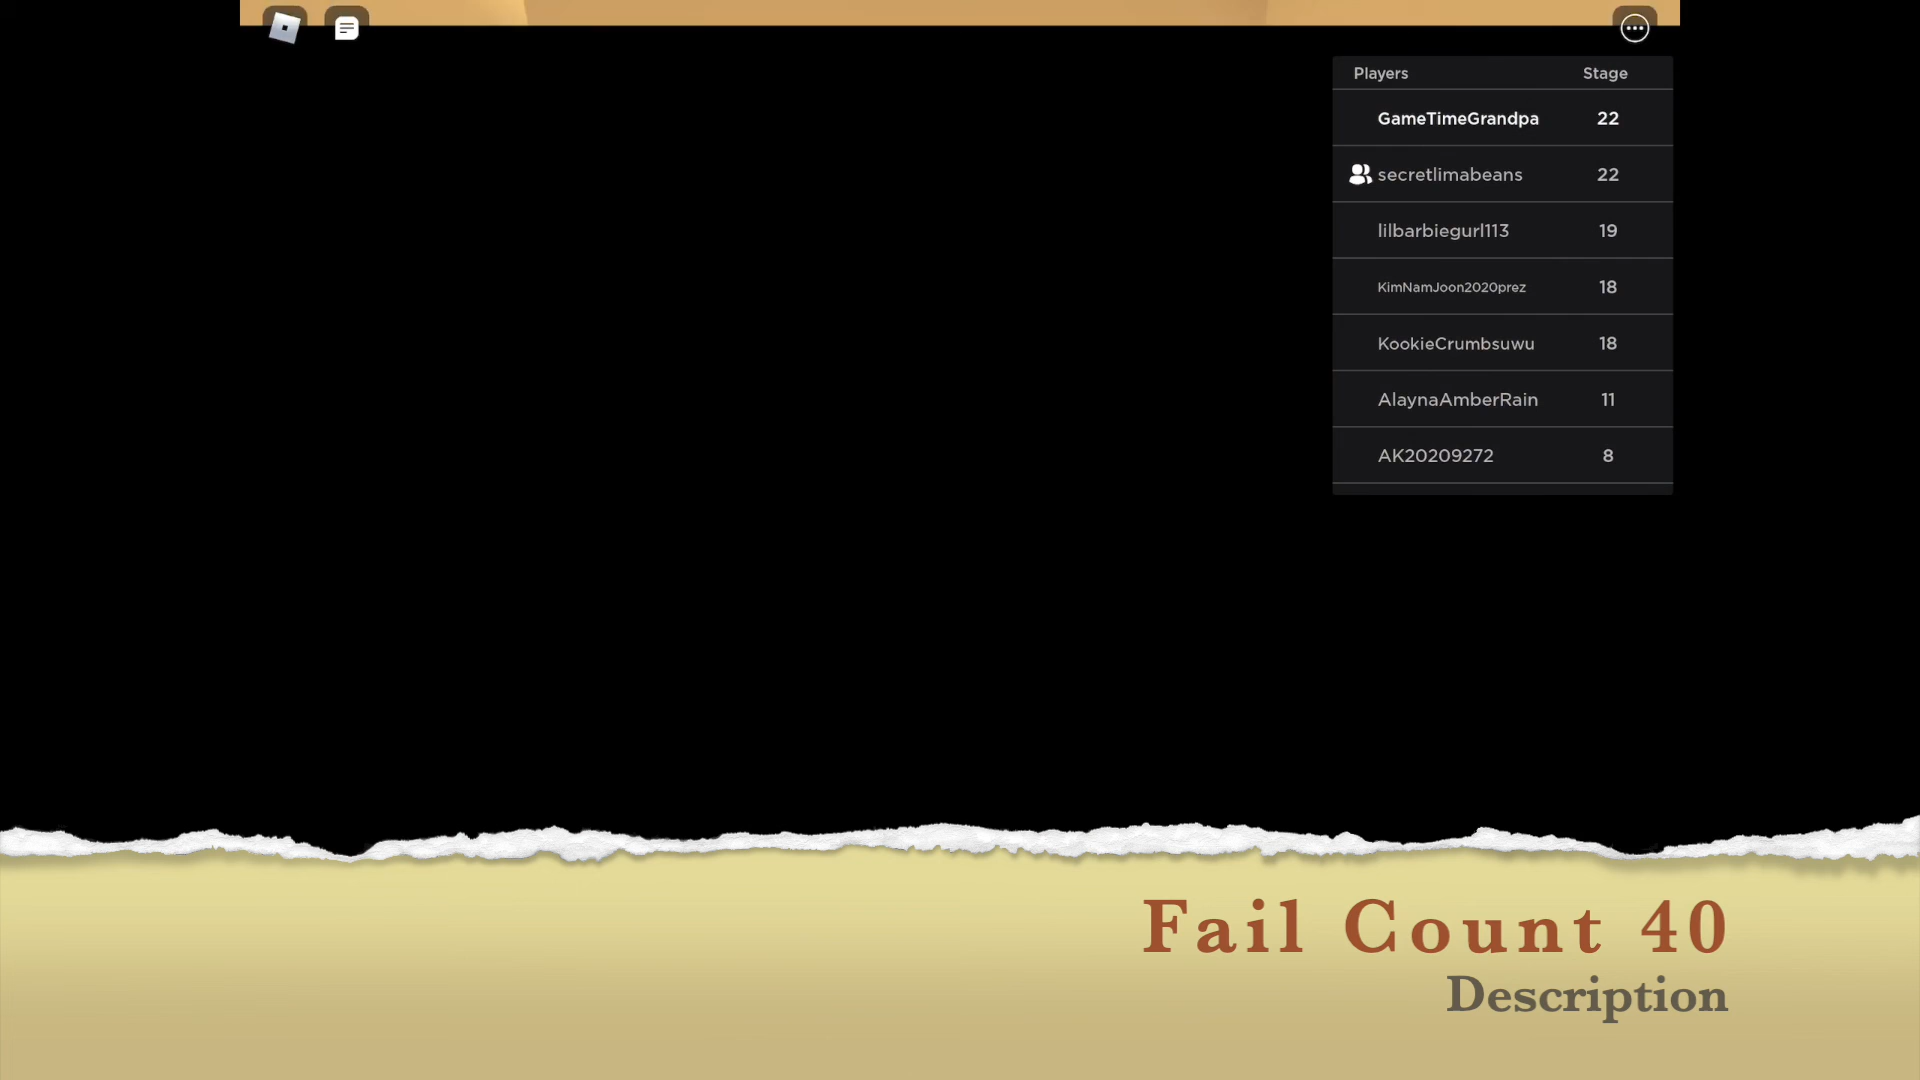 Players Stage
GameTimeGrandpa 22
secretlimabeans 22
lilbarbiegurl113 19
KimNamJoon2020prez 18
KookieCrumbsuwu 18
AlaynaAmberRain 11
AK20209272 8
Fail Count 40
Description